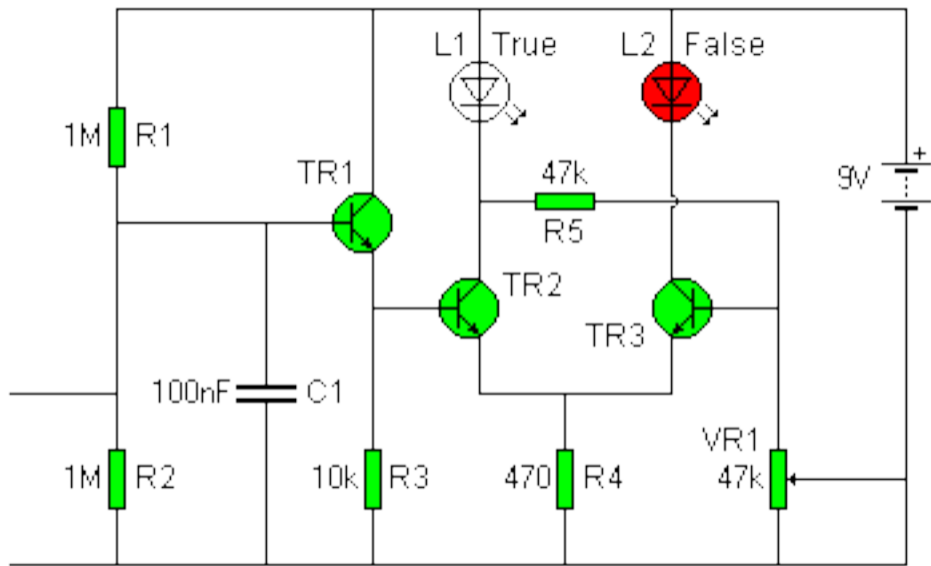 L1 True
L2 False
1M R1
TR1
47k
9V
+
R5
TR2
TR3
100nF C1
VR1
1M R2
10k R3
470 R4
47k